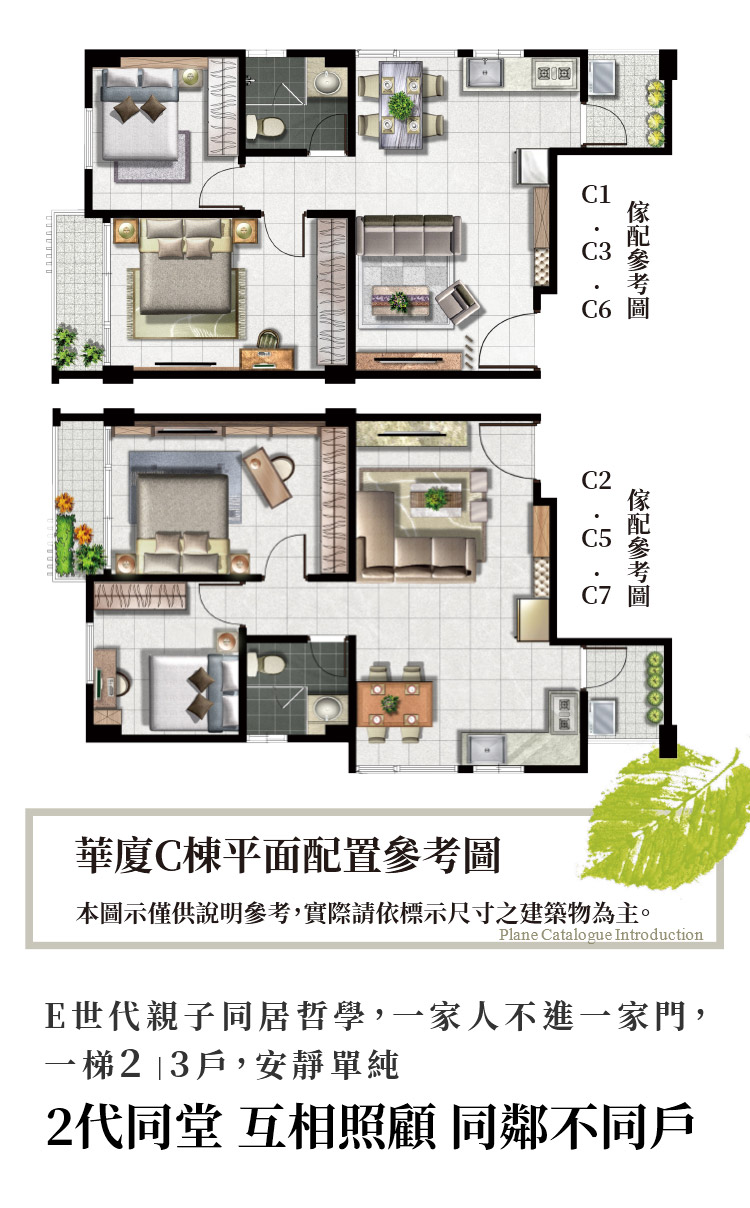 C1・C3・C6
傢配參考圖
C2・C5・C7
傢配參考圖
華廈C棟平面配置參考圖
本圖示僅供說明參考，實際請依標示尺寸之建築物為主。
Plane Catalogue Introduction
E世代親子同居哲學，一家人不進一家門，
一梯2|3戶，安靜單純
2代同堂 互相照顧 同鄰不同戶